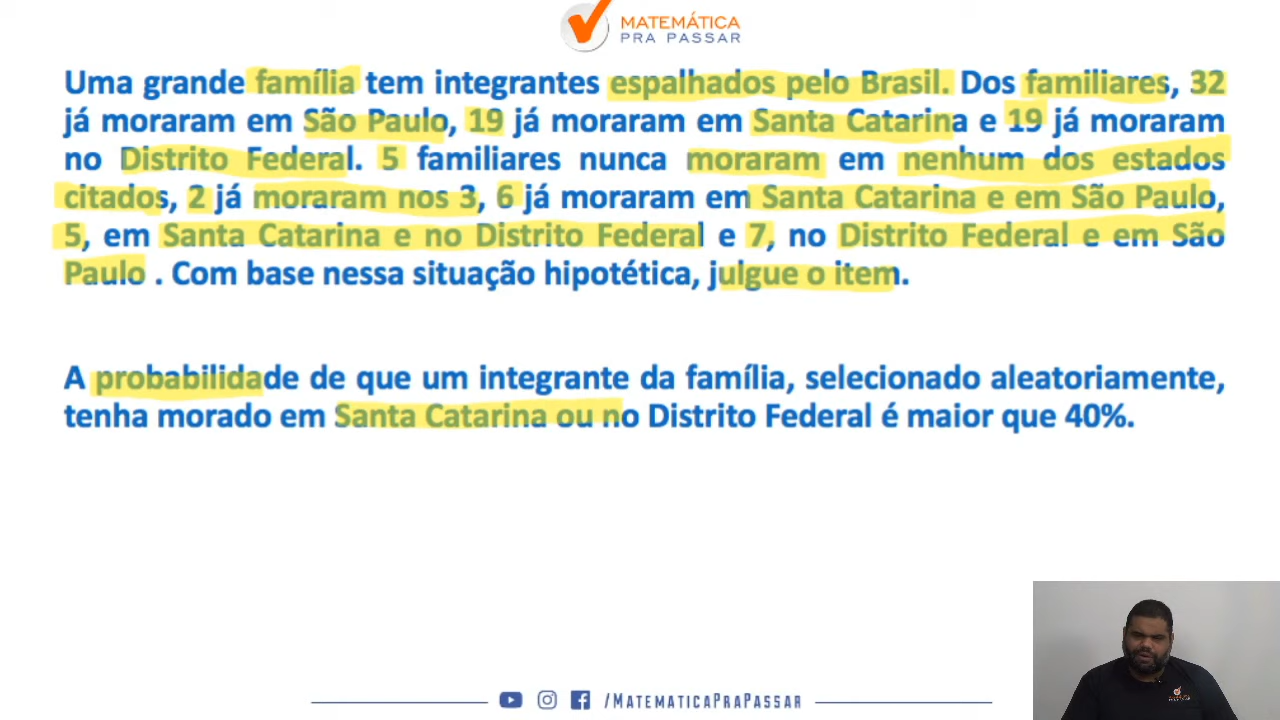 MATEMÁTICA
PRA PASSAR
Uma grande família tem integrantes espalhados pelo Brasil. Dos familiares, 32
já moraram em São Paulo, 19 já moraram em Santa Catarina e 19 já moraram
no Distrito Federal. 5 familiares nunca moraram em nenhum dos estados
citados, 2 já moraram nos 3, 6 já moraram em Santa Catarina e em São Paulo,
5, em Santa Catarina e no Distrito Federal e 7, no Distrito Federal e em São
Paulo . Com base nessa situação hipotética, julgue o item.
A probabilidade de que um integrante da família, selecionado aleatoriamente,
tenha morado em Santa Catarina ou no Distrito Federal é maior que 40%.
/MatematicaPraPassar